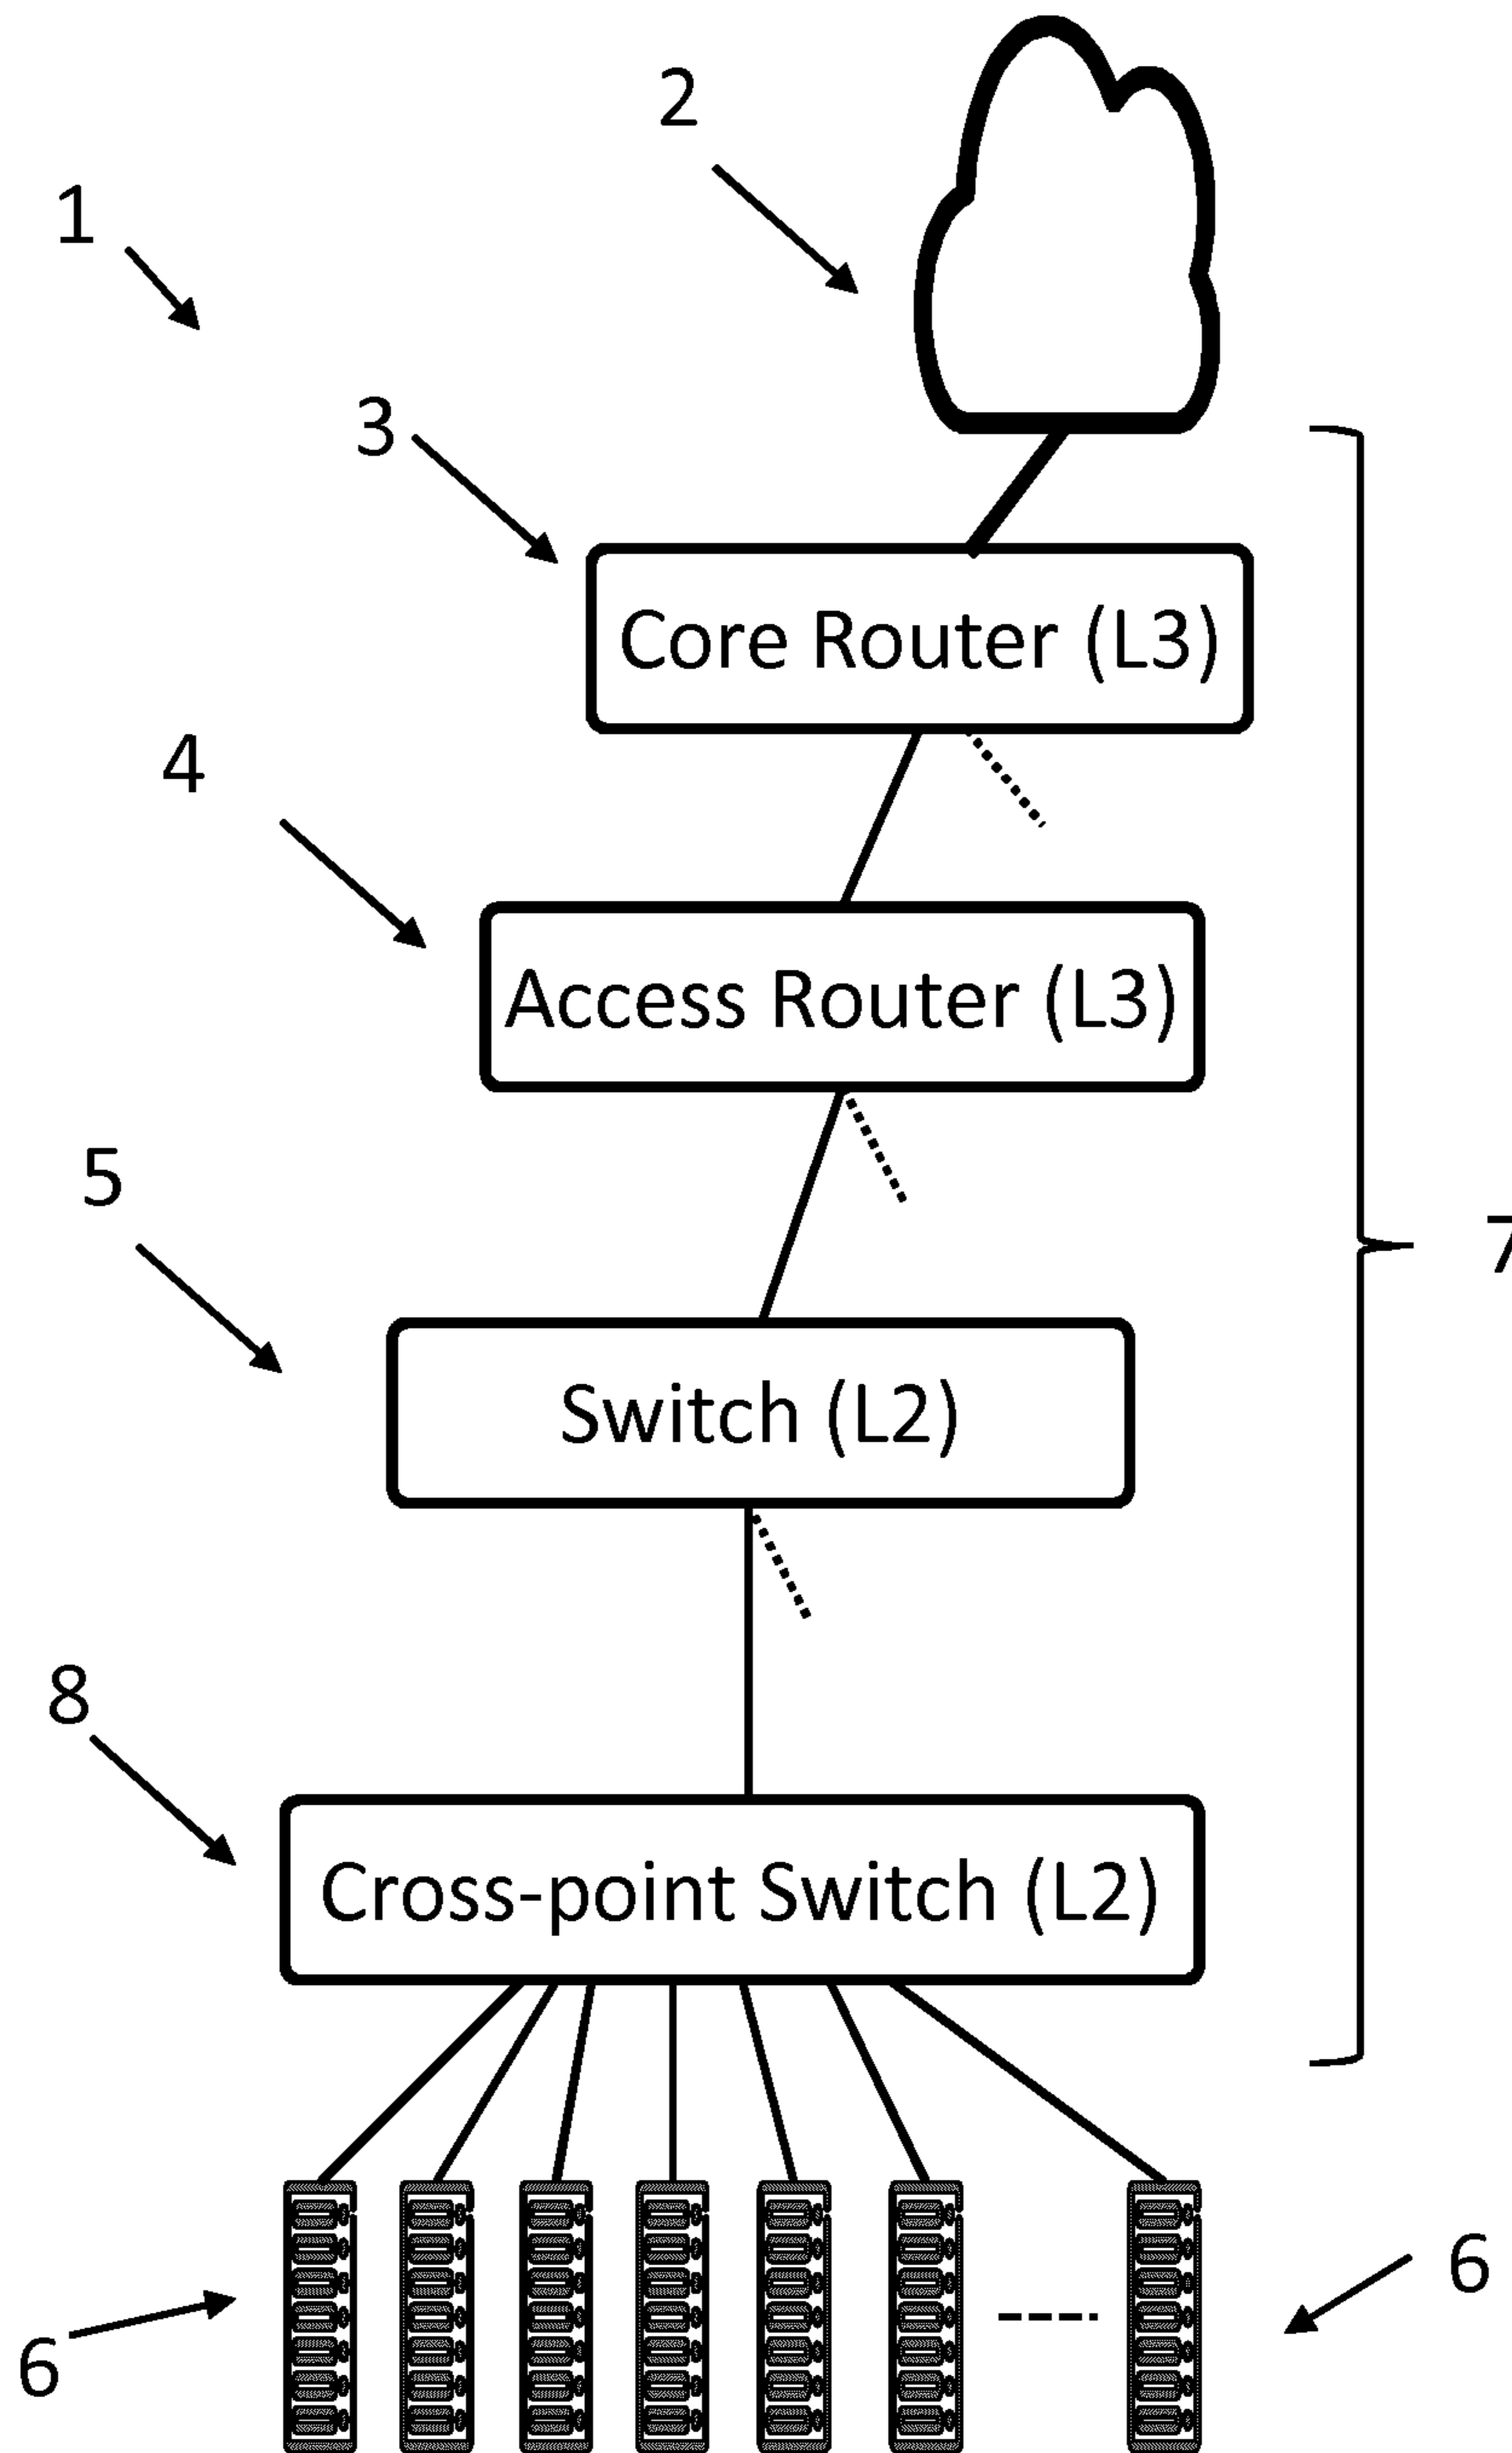 2
1
3
Core Router (L3)
4
Access Router (L3)
5
7
Switch (L2)
8
Cross-point Switch (L2)
6
6